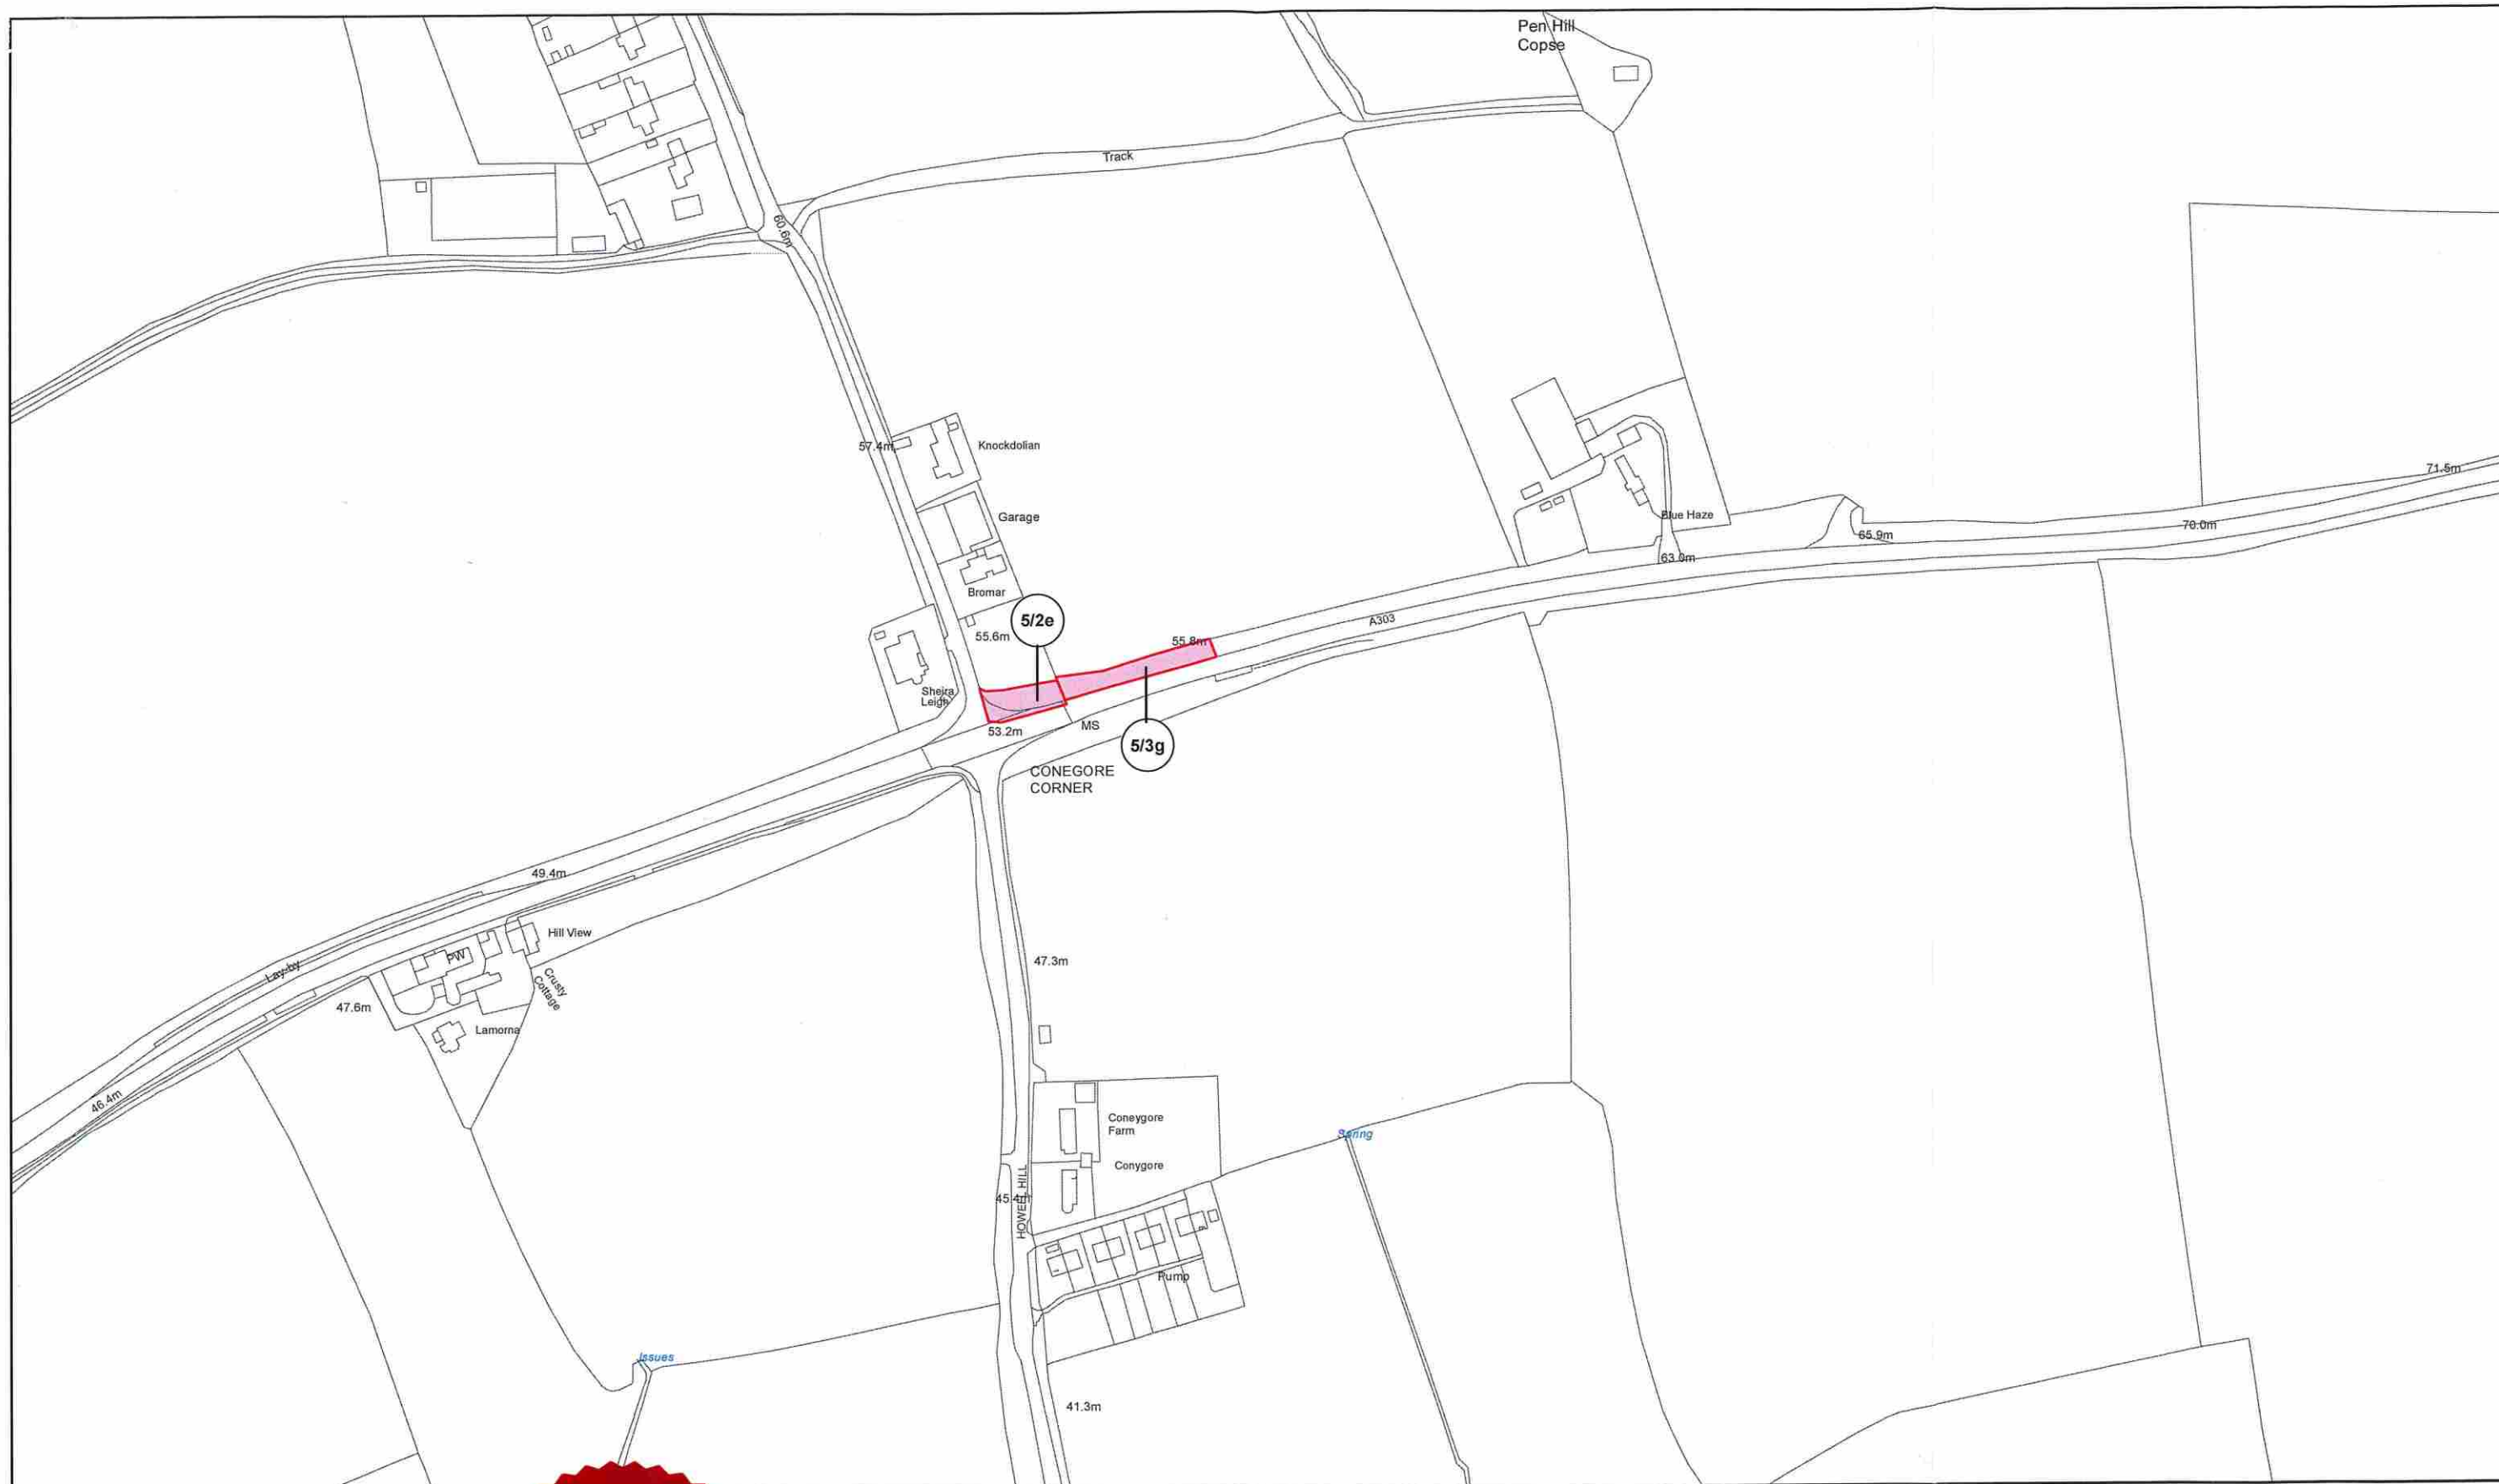 Pen Hill
Copse
Track
60.6m
57.4m
Knockdolian
Garage
71.5m
Blue Haze
70.0m
65.9m
63.0m
Bromar
5/2e
55.6m
A303
55.8m
Sheira
Leigh
53.2m
MS
5/3g
CONEGORE
CORNER
49.4m
Hill View
PW
Crusty
Cottage
Lay-by
47.3m
47.6m
Lamorna
46.4m
Coneygore
Farm
Spring
Conygore
45.4m
HOWELL HILL
Pump
Issues
41.3m